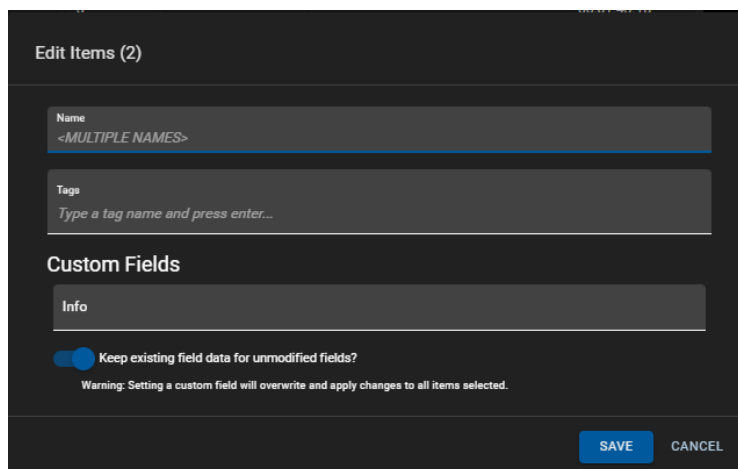 Edit Items (2)
Name
<MULTIPLE NAMES>
Tags
Type a tag name and press enter...
Custom Fields
Info
Keep existing field data for unmodified fields?
Warning: Setting a custom field will overwrite and apply changes to all items selected.
SAVE CANCEL